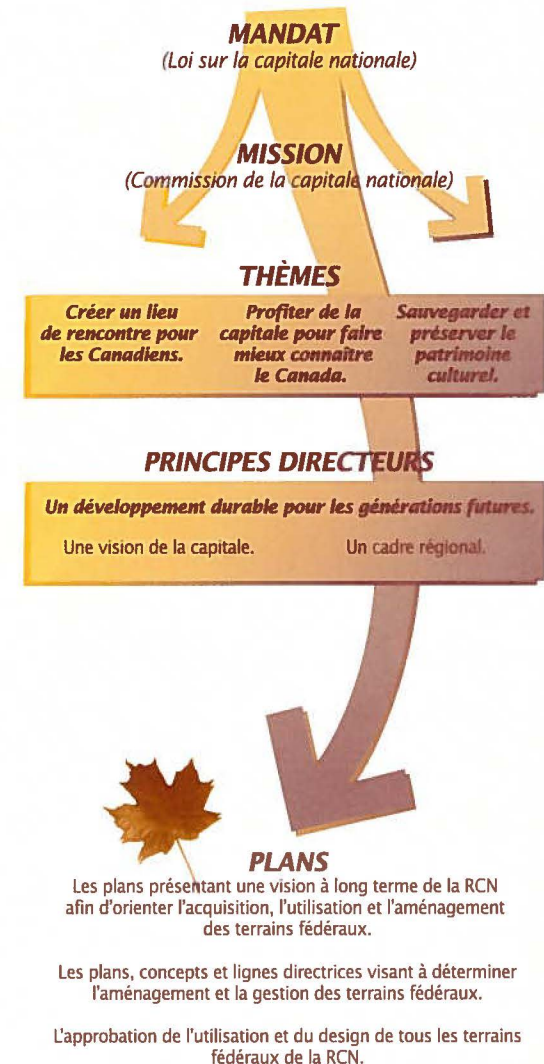 MANDAT
(Loi sur la capitale nationale)
MISSION
(Commission de la capitale nationale)
THÈMES
Créer un lieu
de rencontre pour
les Canadiens.
Profiter de la
capitale pour faire
mieux connaître
le Canada.
Sauvegarder et
préserver le
patrimoine
culturel.
PRINCIPES DIRECTEURS
Un développement durable pour les générations futures.
Une vision de la capitale.
Un cadre régional.
PLANS
Les plans présentant une vision à long terme de la RCN
afin d'orienter l'acquisition, l'utilisation et l'aménagement
des terrains fédéraux.
Les plans, concepts et lignes directrices visant à déterminer
l'aménagement et la gestion des terrains fédéraux.
L'approbation de l'utilisation et du design de tous les terrains
fédéraux de la RCN.